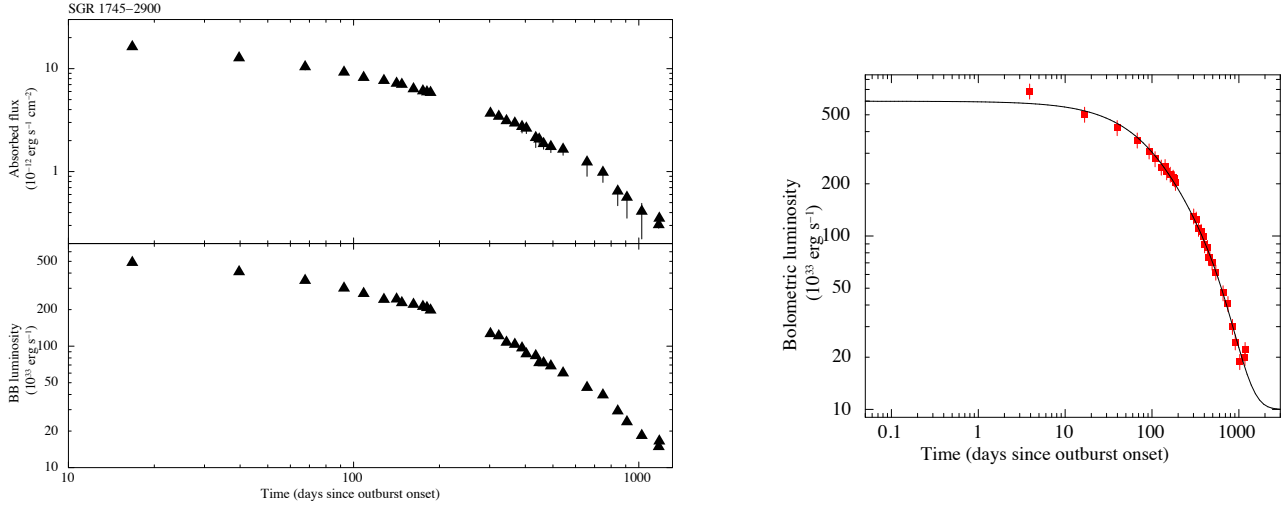 SGR 1745−2900
Absorbed flux
(10⁻¹² erg s⁻¹ cm⁻²)
10
1
BB luminosity
(10³³ erg s⁻¹)
500
200
100
50
20
10
10
100
1000
Time (days since outburst onset)
Bolometric luminosity
(10³³ erg s⁻¹)
500
200
100
50
20
10
0.1
1
10
100
1000
Time (days since outburst onset)